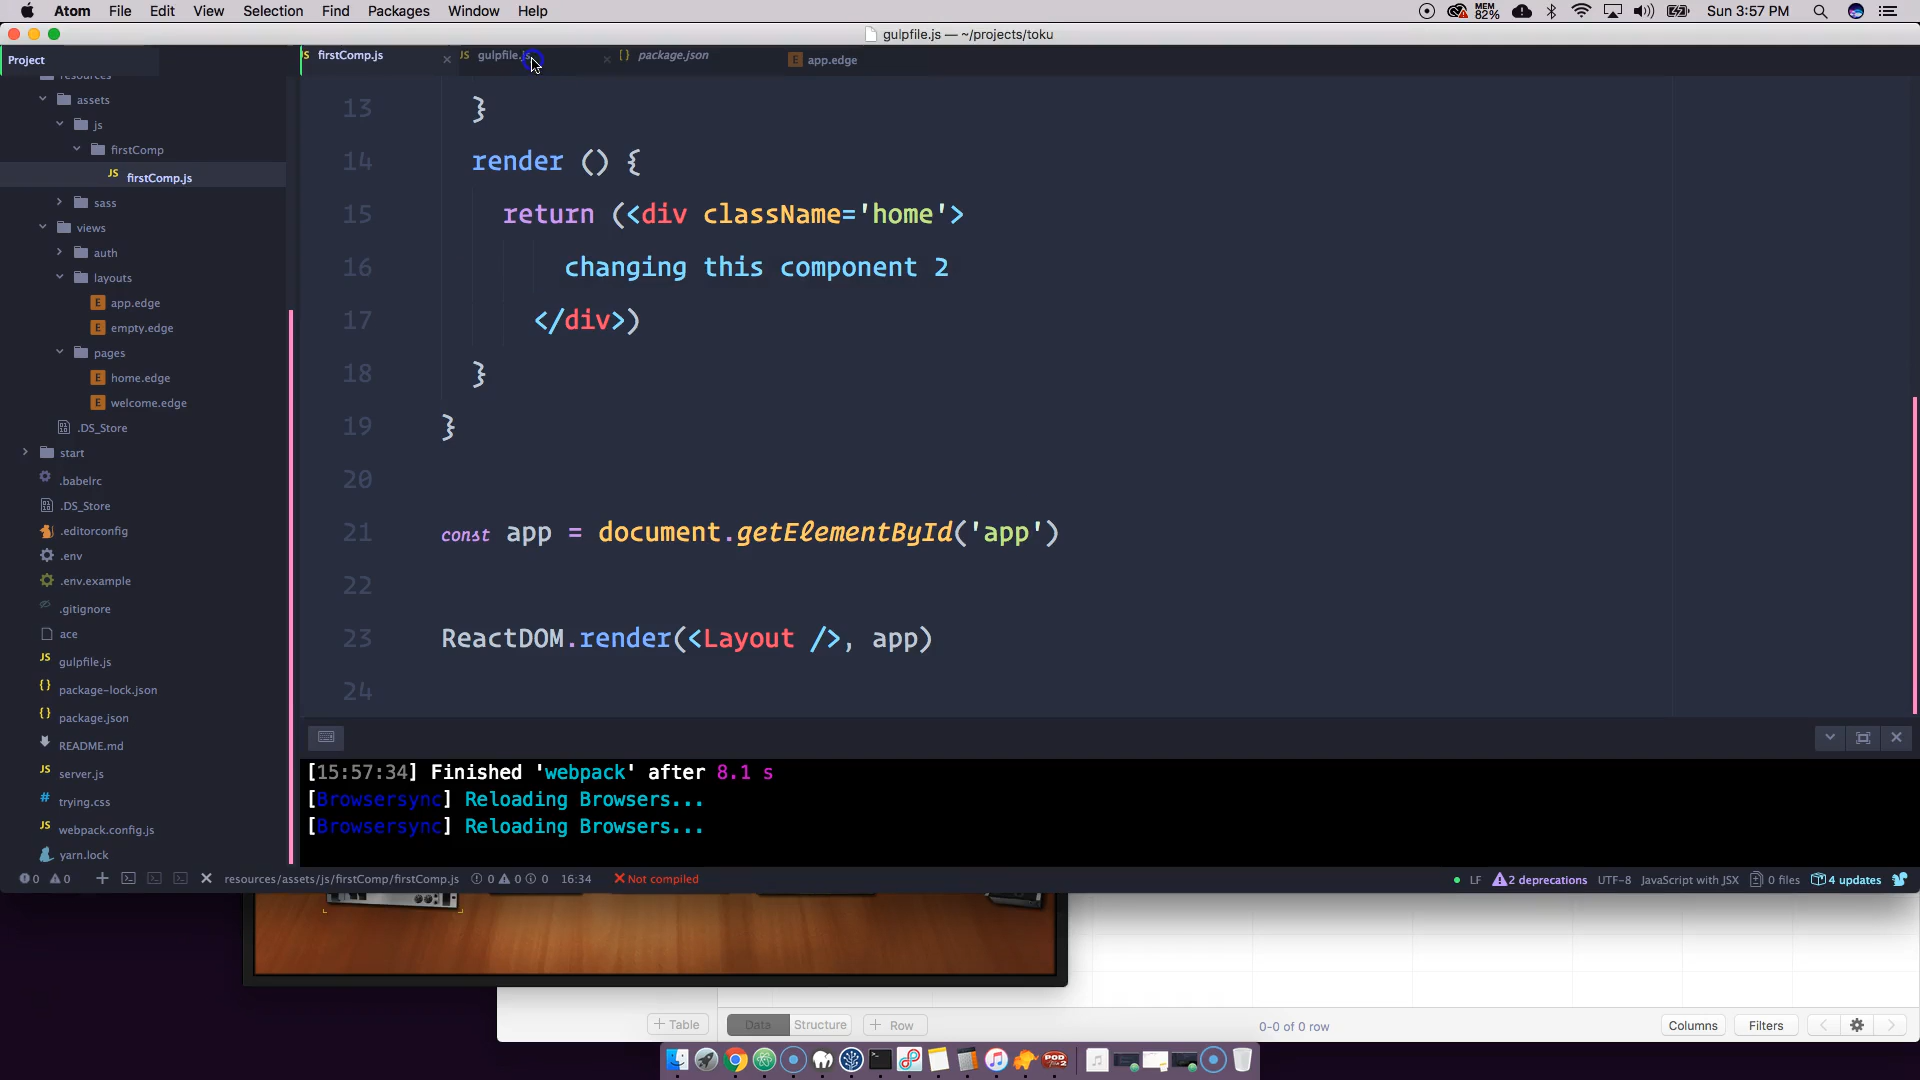 Atom File Edit View Selection Find Packages Window Help
MEM 82% Sun 3:57 PM
gulpfile.js — ~/projects/toku
Project
firstComp.js gulpfile.js package.json app.edge
resources
assets
js
firstComp
firstComp.js
sass
views
auth
layouts
app.edge
empty.edge
pages
home.edge
welcome.edge
.DS_Store
start
.babelrc
.DS_Store
.editorconfig
.env
.env.example
.gitignore
ace
gulpfile.js
package-lock.json
package.json
README.md
server.js
trying.css
webpack.config.js
yarn.lock
13 }
14 render () {
15 return (<div className='home'>
16 changing this component 2
17 </div>)
18 }
19 }
20
21 const app = document.getElementById('app')
22
23 ReactDOM.render(<Layout />, app)
24
[15:57:34] Finished 'webpack' after 8.1 s
[Browsersync] Reloading Browsers...
[Browsersync] Reloading Browsers...
0 0 resources/assets/js/firstComp/firstComp.js 0 0 0 16:34 Not compiled LF 2 deprecations UTF-8 JavaScript with JSX 0 files 4 updates
+ Table Data Structure + Row 0-0 of 0 row Columns Filters